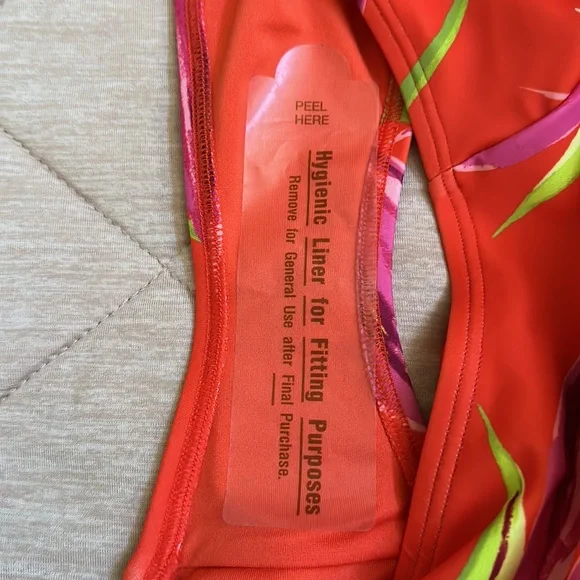 PEEL
HERE
Hygienic Liner for Fitting Purposes
Remove for General Use after Final Purchase.